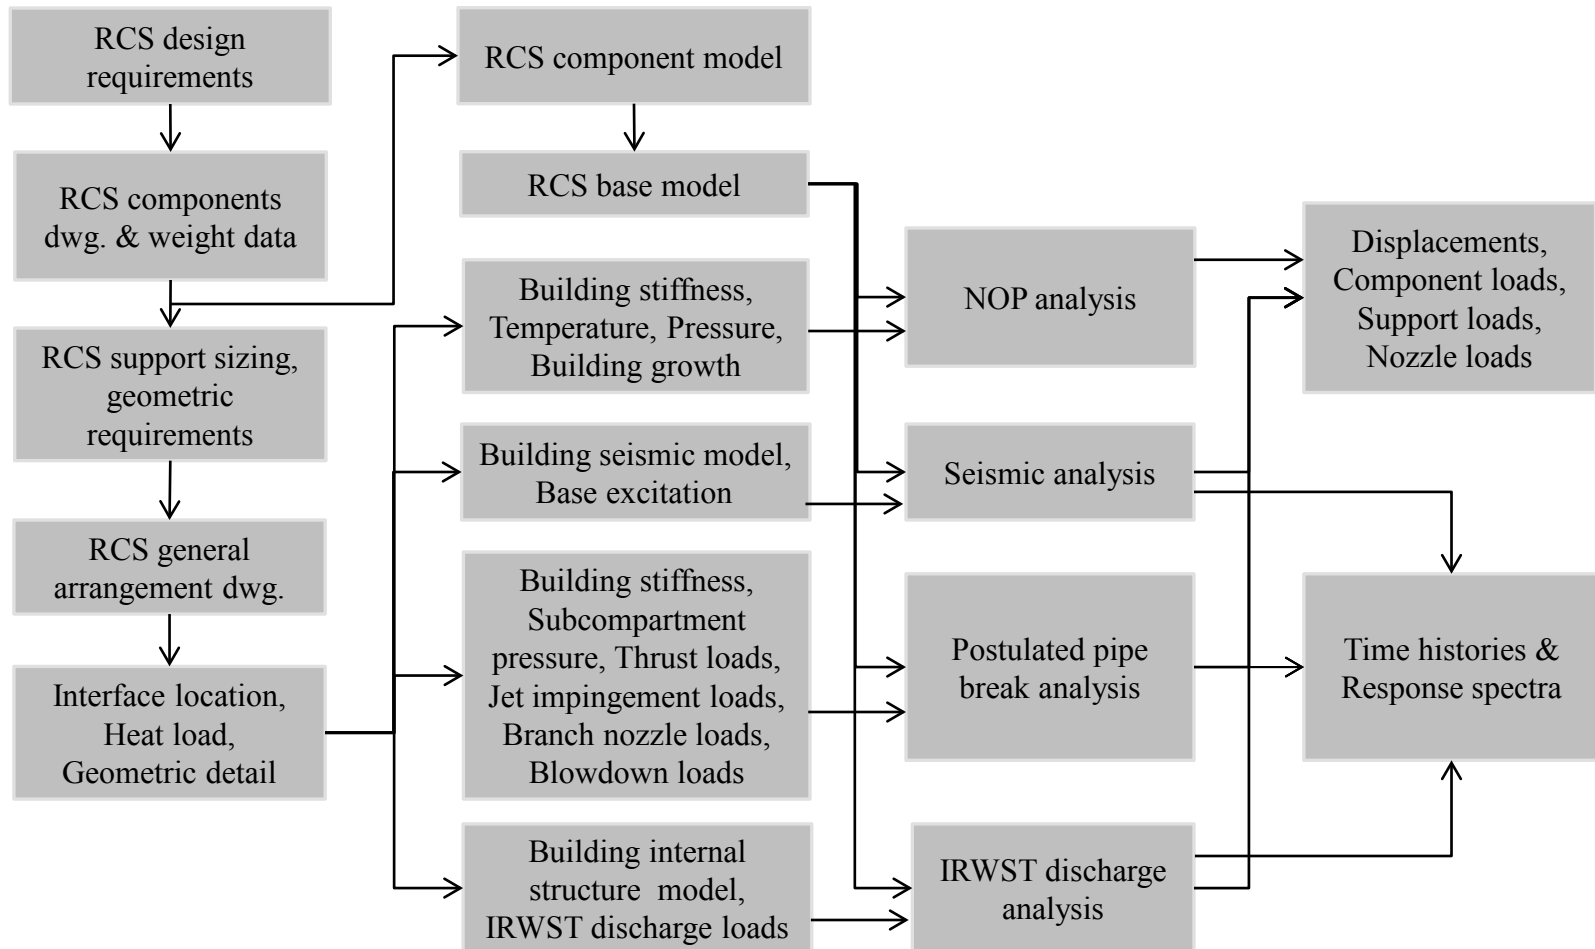 RCS design
requirements
RCS components
dwg. & weight data
RCS support sizing,
geometric
requirements
RCS general
arrangement dwg.
Interface location,
Heat load,
Geometric detail
RCS component model
RCS base model
Building stiffness,
Temperature, Pressure,
Building growth
Building seismic model,
Base excitation
Building stiffness,
Subcompartment
pressure, Thrust loads,
Jet impingement loads,
Branch nozzle loads,
Blowdown loads
Building internal
structure model,
IRWST discharge loads
NOP analysis
Seismic analysis
Postulated pipe
break analysis
IRWST discharge
analysis
Displacements,
Component loads,
Support loads,
Nozzle loads
Time histories &
Response spectra